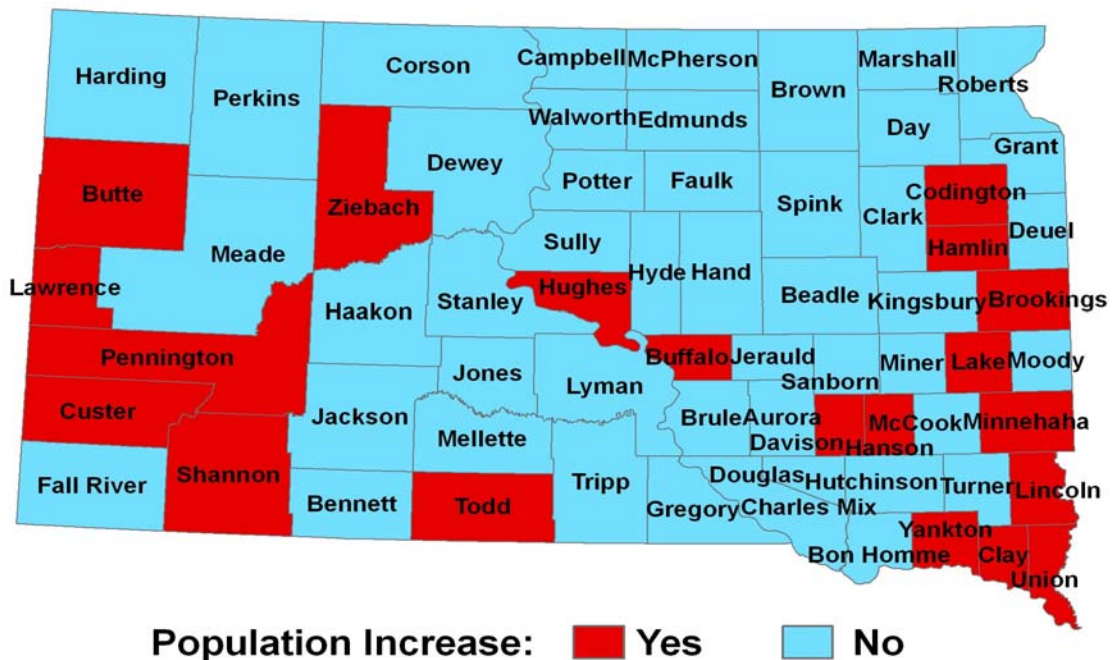 Harding
Perkins
Corson
Campbell
McPherson
Brown
Marshall
Roberts
Walworth
Edmunds
Day
Grant
Butte
Ziebach
Dewey
Potter
Faulk
Spink
Clark
Codington
Deuel
Hamlin
Meade
Sully
Hyde
Hand
Lawrence
Haakon
Stanley
Hughes
Beadle
Kingsbury
Brookings
Pennington
Jones
Lyman
Buffalo
Jerauld
Sanborn
Miner
Lake
Moody
Custer
Jackson
Mellette
Brule
Aurora
Davison
Hanson
McCook
Minnehaha
Fall River
Shannon
Bennett
Todd
Tripp
Gregory
Douglas
Charles Mix
Hutchinson
Turner
Lincoln
Bon Homme
Yankton
Clay
Union
Population Increase: Yes No